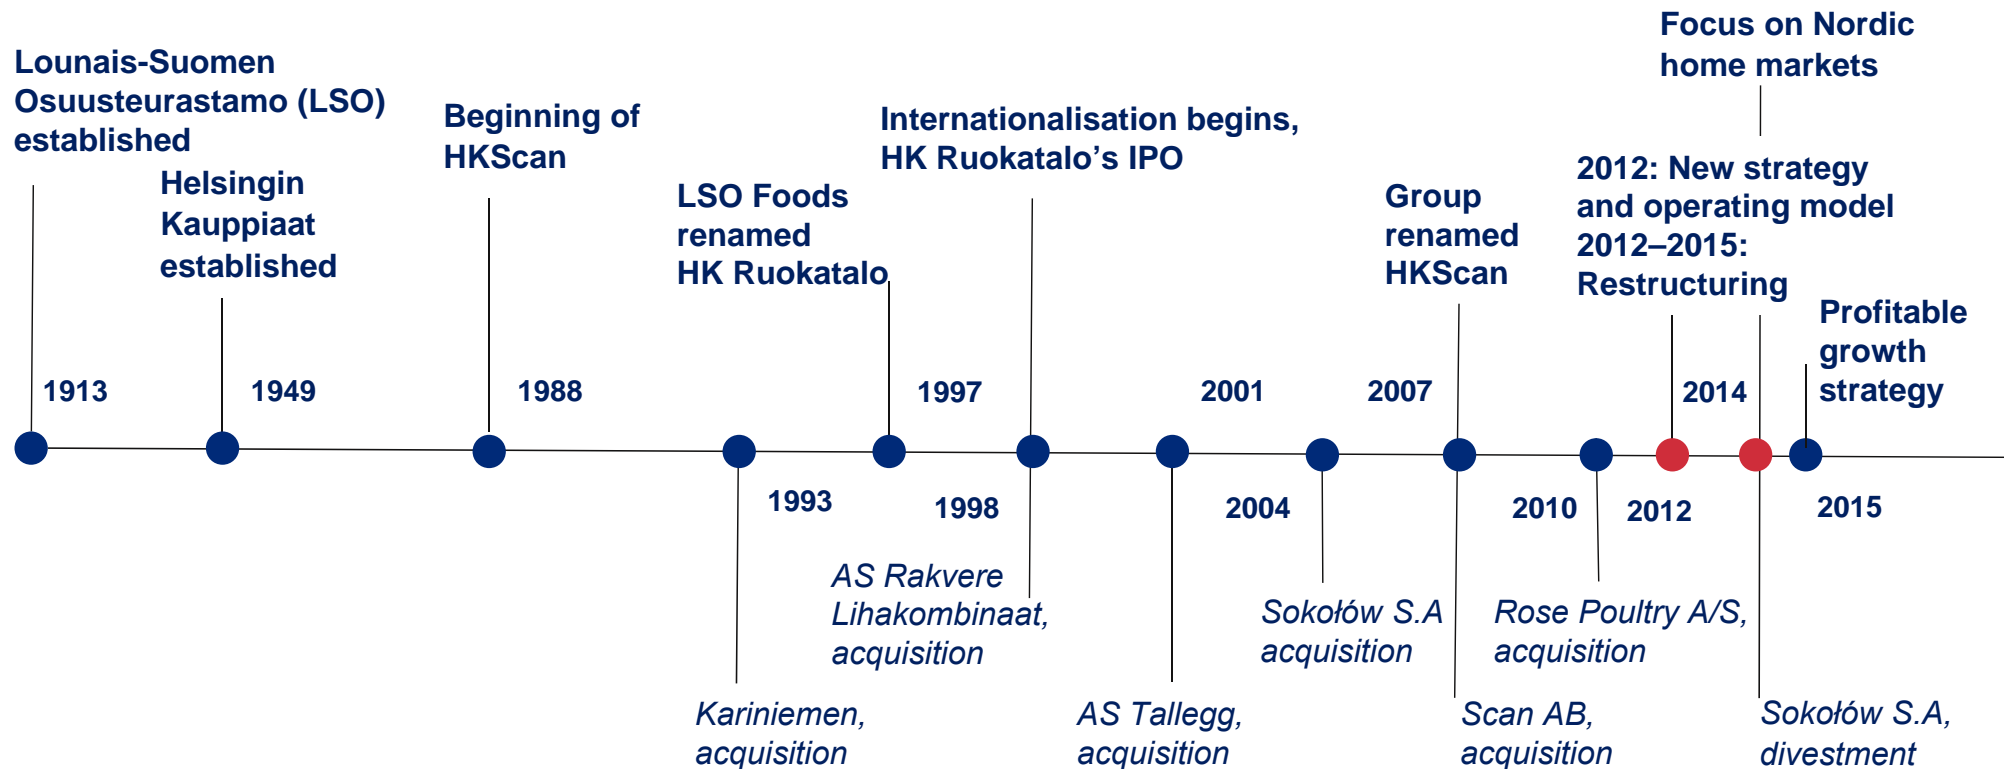 Lounais-Suomen
Osuusteurastamo (LSO)
established
Helsingin
Kauppiaat
established
Beginning of
HKScan
LSO Foods
renamed
HK Ruokatalo
Internationalisation begins,
HK Ruokatalo’s IPO
Group
renamed
HKScan
Focus on Nordic
home markets
2012: New strategy
and operating model
2012–2015:
Restructuring
Profitable
growth
strategy
1913
1949
1988
1997
2001
2007
2014
1993
1998
2004
2010
2012
2015
AS Rakvere
Lihakombinaat,
acquisition
Sokołów S.A
acquisition
Rose Poultry A/S,
acquisition
Kariniemen,
acquisition
AS Tallegg,
acquisition
Scan AB,
acquisition
Sokołów S.A,
divestment